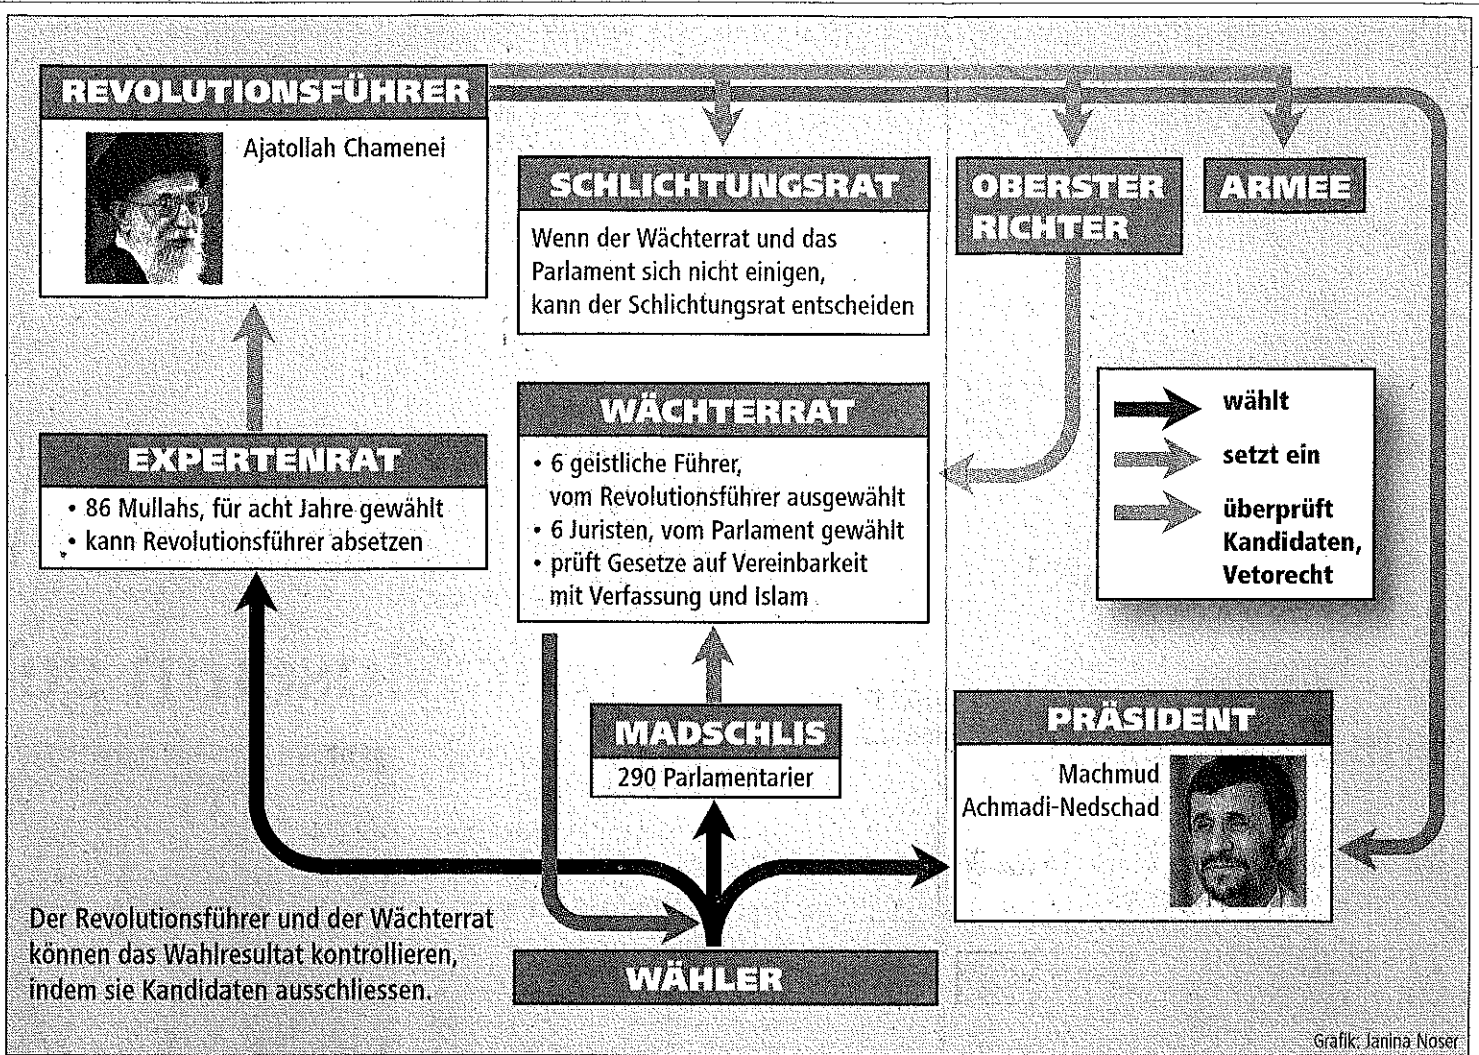 REVOLUTIONSFÜHRER
Ajatollah Chamenei
SCHLICHTUNGSRAT
Wenn der Wächterrat und das
Parlament sich nicht einigen,
kann der Schlichtungsrat entscheiden
OBERSTER
RICHTER
ARMEE
EXPERTENRAT
• 86 Mullahs, für acht Jahre gewählt
• kann Revolutionsführer absetzen
WÄCHTERRAT
• 6 geistliche Führer,
vom Revolutionsführer ausgewählt
• 6 Juristen, vom Parlament gewählt
• prüft Gesetze auf Vereinbarkeit
mit Verfassung und Islam
wählt
setzt ein
überprüft
Kandidaten,
Vetorecht
MADSCHLIS
290 Parlamentarier
PRÄSIDENT
Machmud
Achmadi-Nedschad
Der Revolutionsführer und der Wächterrat
können das Wahlresultat kontrollieren,
indem sie Kandidaten ausschliessen.
WÄHLER
Grafik: Janina Noser